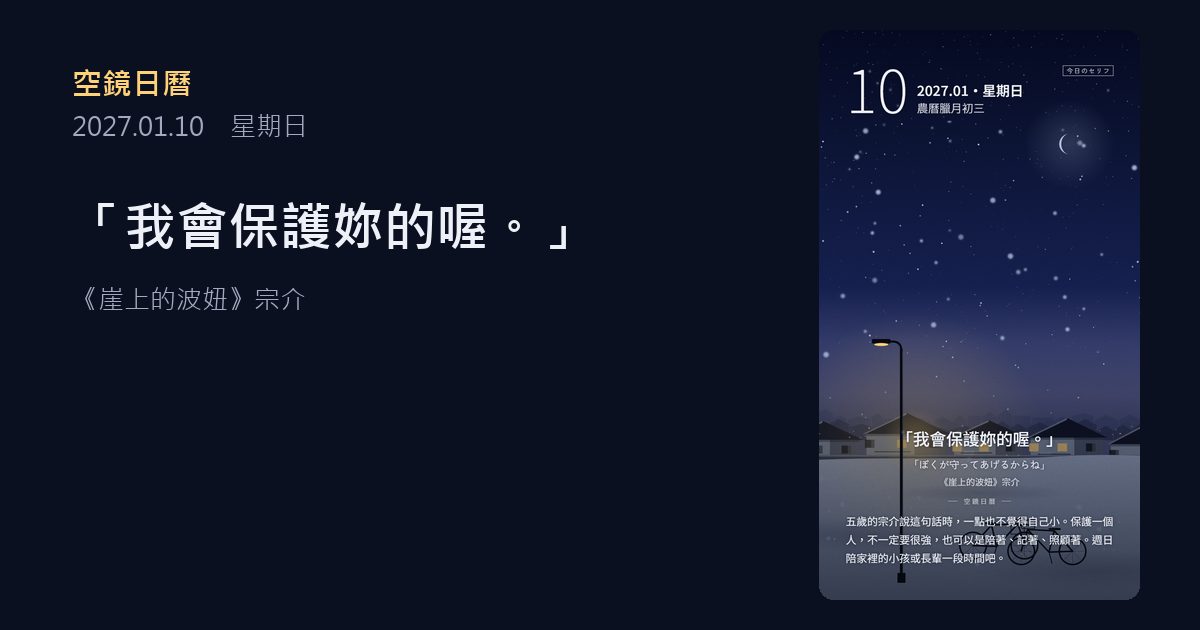 空鏡日曆
2027.01.10　星期日
「我會保護妳的喔。」
《崖上的波妞》宗介
今日のセリフ
10
2027.01・星期日
農曆臘月初三
「我會保護妳的喔。」
「ぼくが守ってあげるからね」
《崖上的波妞》宗介
— 空鏡日曆 —
五歲的宗介說這句話時，一點也不覺得自己小。保護一個
人，不一定要很強，也可以是陪著、記著、照顧著。週日
陪家裡的小孩或長輩一段時間吧。